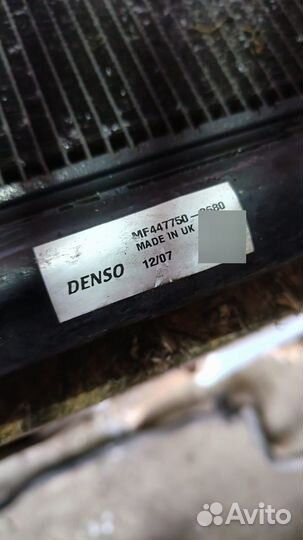 MF447750-
MADE IN UK
DENSO 12/07
Avito